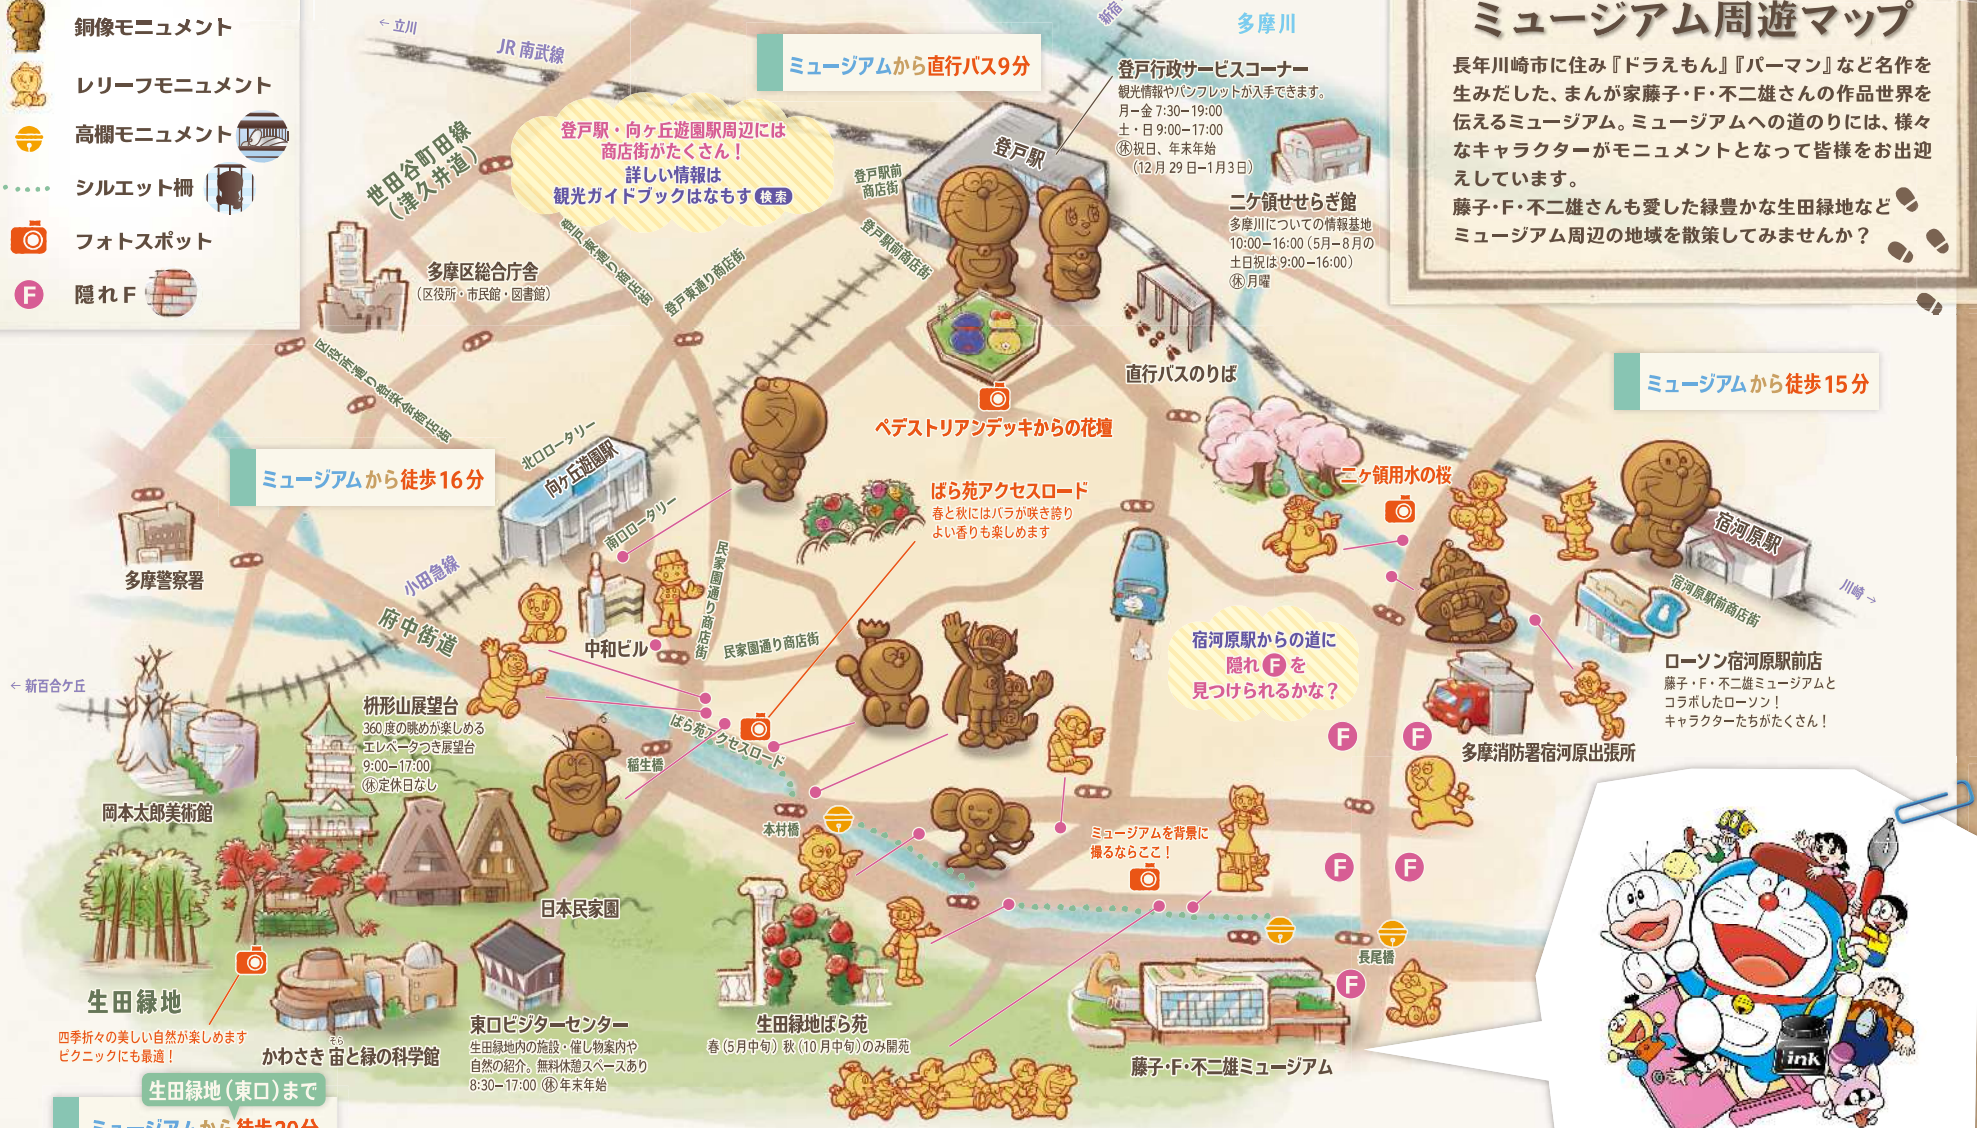 銅像モニュメント
レリーフモニュメント
高欄モニュメント
シルエット柵
フォトスポット
F 隠れF
← 立川
JR 南武線
ミュージアムから直行バス9分
新宿
多摩川
ミュージアム周遊マップ
長年川崎市に住み『ドラえもん』『パーマン』など名作を
生みだした、まんが家藤子・F・不二雄さんの作品世界を
伝えるミュージアム。ミュージアムへの道のりには、様々
なキャラクターがモニュメントとなって皆様をお出迎
えしています。
藤子・F・不二雄さんも愛した緑豊かな生田緑地など
ミュージアム周辺の地域を散策してみませんか？
登戸行政サービスコーナー
観光情報やパンフレットが入手できます。
月－金 7:30－19:00
土・日 9:00－17:00
㊡祝日、年末年始
（12月29日－1月3日）
二ケ領せせらぎ館
多摩川についての情報基地
10:00－16:00（5月－8月の
土日祝は9:00－16:00）
㊡月曜
登戸駅・向ヶ丘遊園駅周辺には
商店街がたくさん！
詳しい情報は
観光ガイドブックはなもす 検索
世田谷町田線
（津久井道）
登戸駅
登戸駅前
商店街
登戸駅前商店街
登戸東通り商店街
登戸東通り商店街
多摩区総合庁舎
（区役所・市民館・図書館）
区役所通り登栄会商店街
直行バスのりば
ペデストリアンデッキからの花壇
ミュージアムから徒歩15分
ミュージアムから徒歩16分
北口ロータリー
向ヶ丘遊園駅
南口ロータリー
ばら苑アクセスロード
春と秋にはバラが咲き誇り
よい香りも楽しめます
二ヶ領用水の桜
宿河原駅
宿河原駅前商店街
川崎 →
多摩警察署
小田急線
府中街道
民家園通り商店街
中和ビル
民家園通り商店街
宿河原駅からの道に
隠れFを
見つけられるかな？
ローソン宿河原駅前店
藤子・F・不二雄ミュージアムと
コラボしたローソン！
キャラクターたちがたくさん！
← 新百合ケ丘
枡形山展望台
360度の眺めが楽しめる
エレベータつき展望台
9:00－17:00
㊡定休日なし
ばら苑アクセスロード
稲生橋
F
F
多摩消防署宿河原出張所
岡本太郎美術館
本村橋
ミュージアムを背景に
撮るならここ！
F
F
日本民家園
長尾橋
F
生田緑地
四季折々の美しい自然が楽しめます
ピクニックにも最適！
かわさき宙と緑の科学館
そら
東口ビジターセンター
生田緑地内の施設・催し物案内や
自然の紹介。無料休憩スペースあり
8:30－17:00 ㊡年末年始
生田緑地ばら苑
春（5月中旬）秋（10月中旬）のみ開苑
藤子・F・不二雄ミュージアム
ink
生田緑地（東口）まで
ミュージアムから徒歩20分